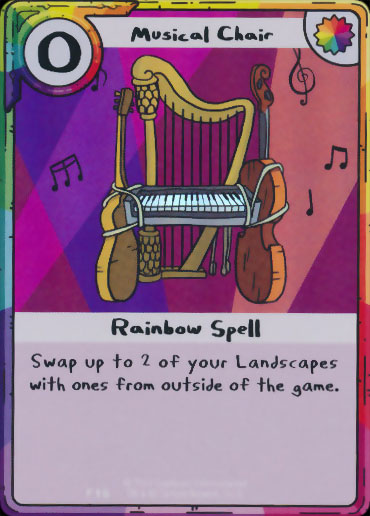 0
Musical Chair
Rainbow Spell
Swap up to 2 of your Landscapes
with ones from outside of the game.